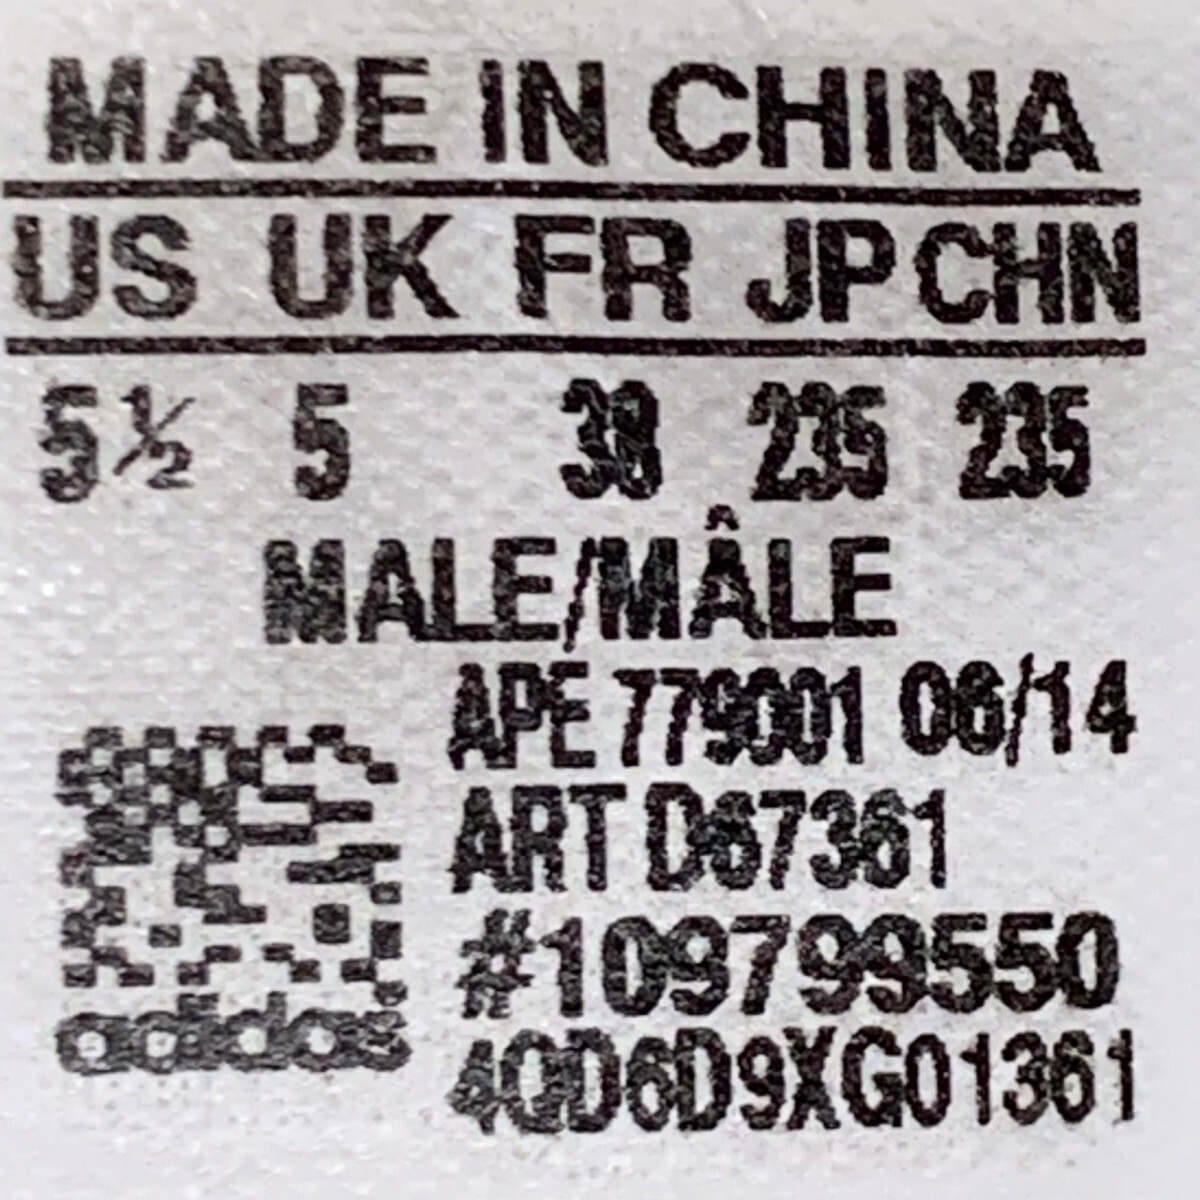 MADE IN CHINA
US UK FR JP CHN
5½ 5 38 235 235
MALE/MÂLE
APE 779001 06/14
ART D67361
#109799550
4QD6D9XG01361
adidas